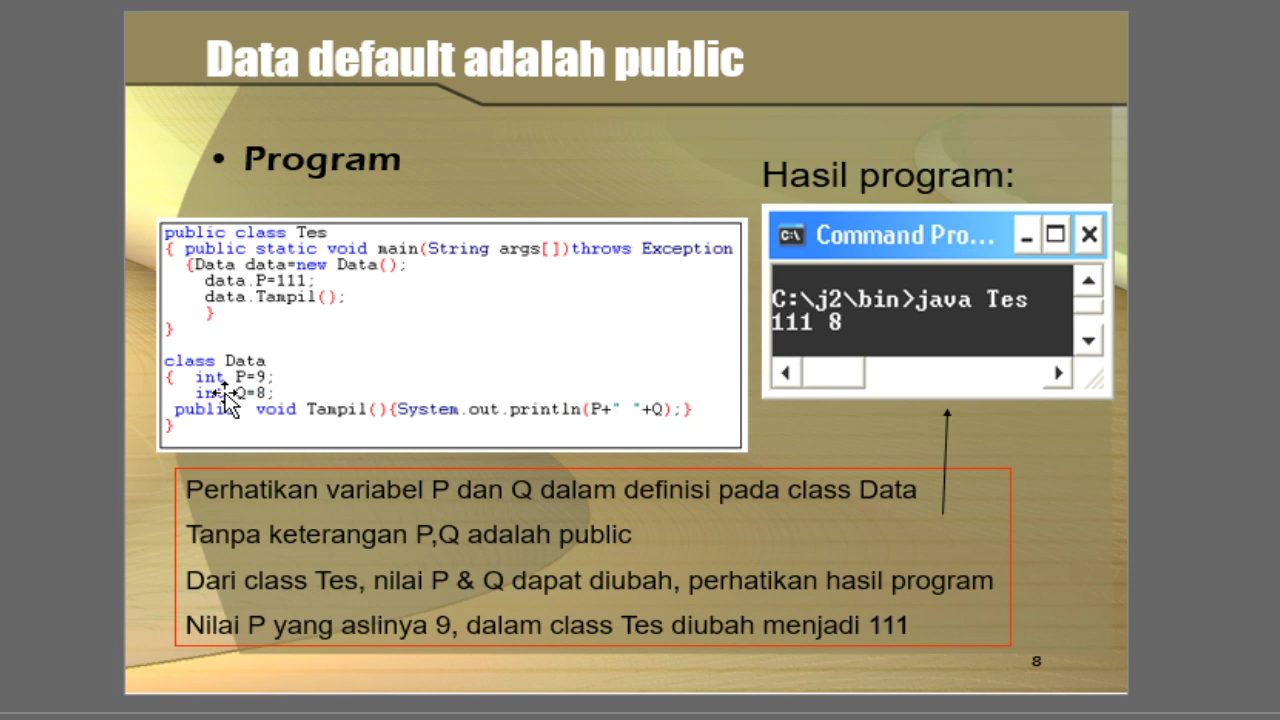 Data default adalah public
• Program
Hasil program:
public class Tes
{ public static void main(String args[])throws Exception
{Data data=new Data();
data.P=111;
data.Tampil();
}
}
class Data
{ int P=9;
int Q=8;
public void Tampil(){System.out.println(P+" "+Q);}
}
C:\ Command Pro...
C:\j2\bin>java Tes
111 8
Perhatikan variabel P dan Q dalam definisi pada class Data
Tanpa keterangan P,Q adalah public
Dari class Tes, nilai P & Q dapat diubah, perhatikan hasil program
Nilai P yang aslinya 9, dalam class Tes diubah menjadi 111
8